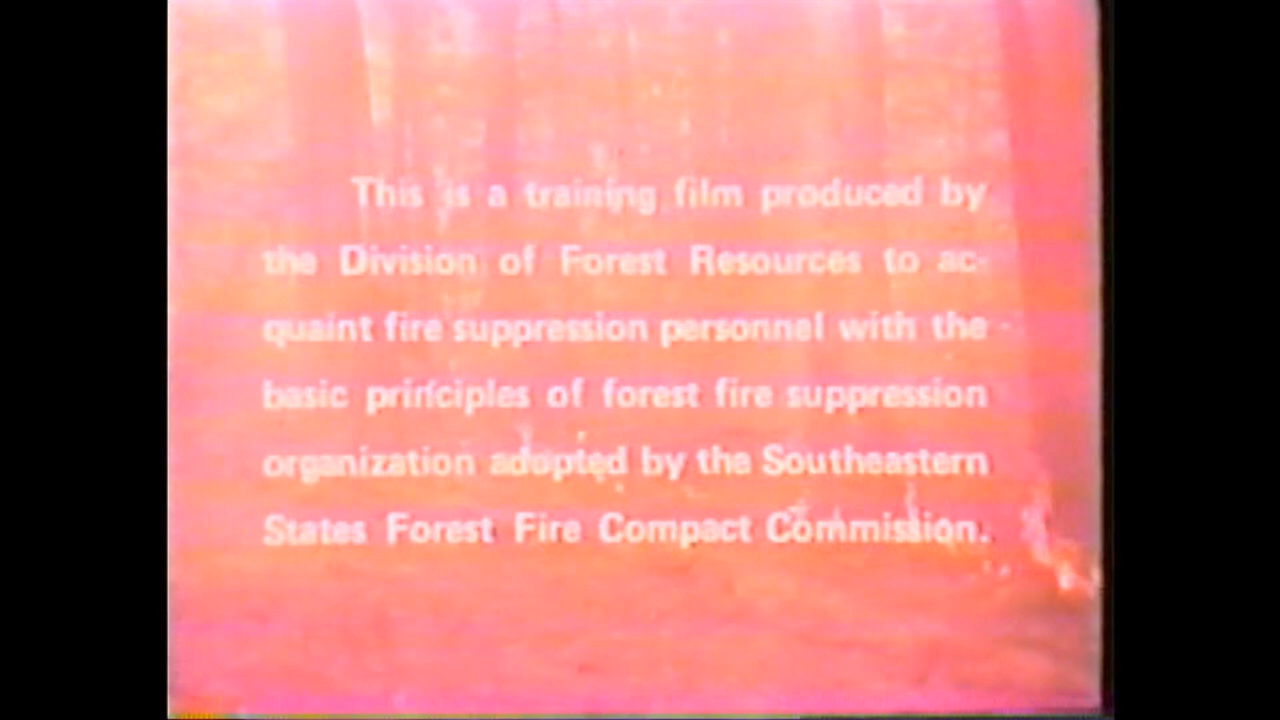 This is a training film produced by
the Division of Forest Resources to ac-
quaint fire suppression personnel with the
basic principles of forest fire suppression
organization adopted by the Southeastern
States Forest Fire Compact Commission.